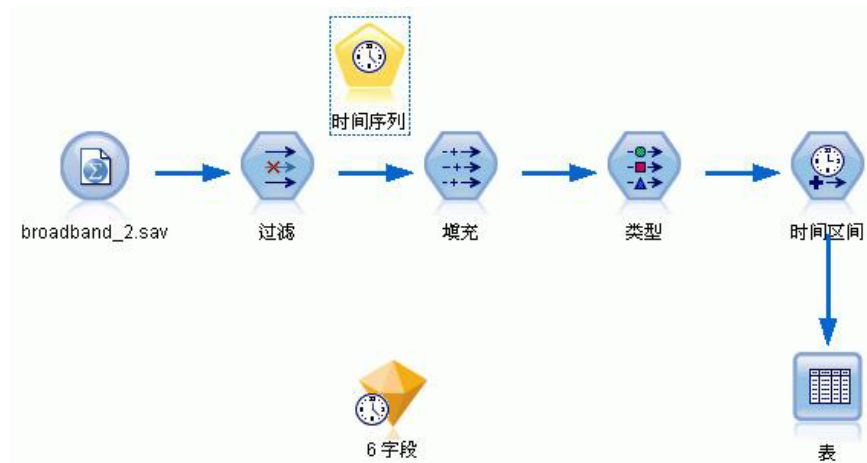 时间序列
broadband_2.sav
过滤
填充
类型
时间区间
6 字段
表